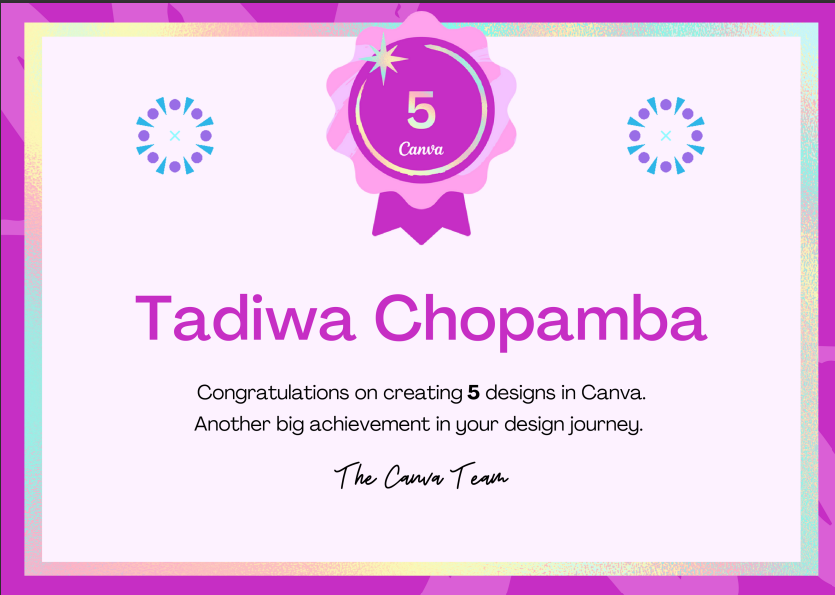 5
Canva
Tadiwa Chopamba
Congratulations on creating 5 designs in Canva.
Another big achievement in your design journey.
The Canva Team